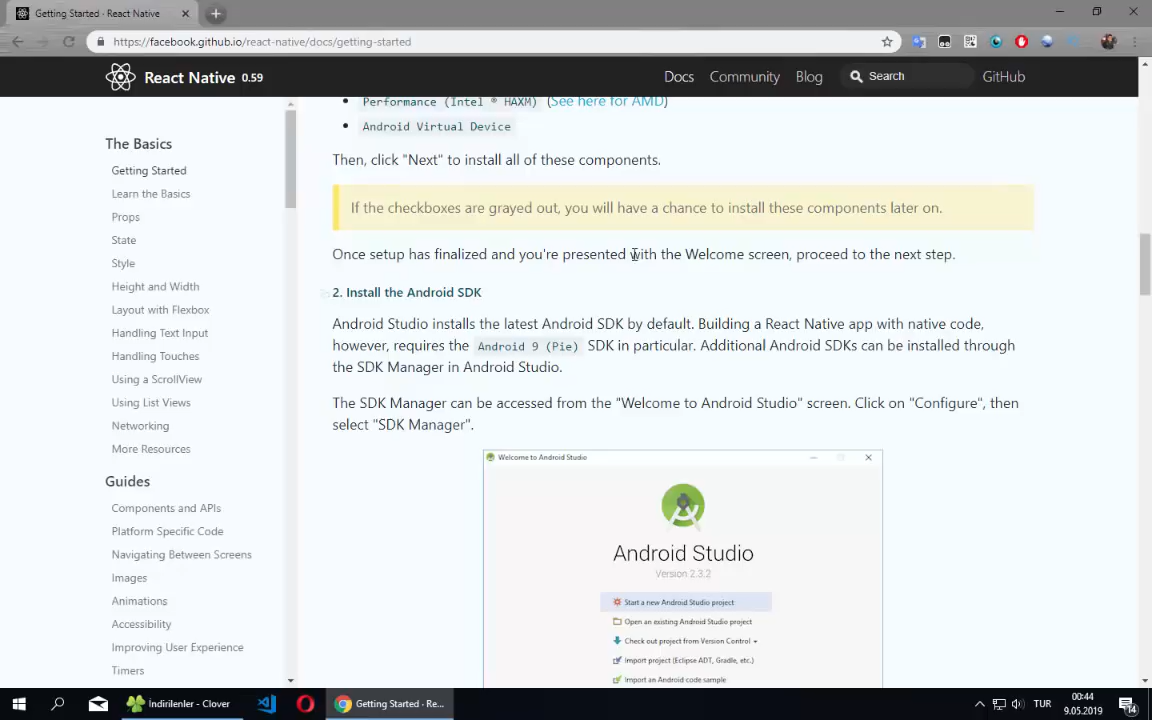 Getting Started · React Native
https://facebook.github.io/react-native/docs/getting-started
React Native 0.59
Docs
Community
Blog
Search
GitHub
The Basics
Getting Started
Learn the Basics
Props
State
Style
Height and Width
Layout with Flexbox
Handling Text Input
Handling Touches
Using a ScrollView
Using List Views
Networking
More Resources
Guides
Components and APIs
Platform Specific Code
Navigating Between Screens
Images
Animations
Accessibility
Improving User Experience
Timers
Performance (Intel ® HAXM) (See here for AMD)
Android Virtual Device
Then, click "Next" to install all of these components.
If the checkboxes are grayed out, you will have a chance to install these components later on.
Once setup has finalized and you're presented with the Welcome screen, proceed to the next step.
2. Install the Android SDK
Android Studio installs the latest Android SDK by default. Building a React Native app with native code,
however, requires the Android 9 (Pie) SDK in particular. Additional Android SDKs can be installed through
the SDK Manager in Android Studio.
The SDK Manager can be accessed from the "Welcome to Android Studio" screen. Click on "Configure", then
select "SDK Manager".
Welcome to Android Studio
Android Studio
Version 2.3.2
Start a new Android Studio project
Open an existing Android Studio project
Check out project from Version Control
Import project (Eclipse ADT, Gradle, etc.)
Import an Android code sample
İndirilenler - Clover
Getting Started · Re...
TUR
00:44
9.05.2019
14